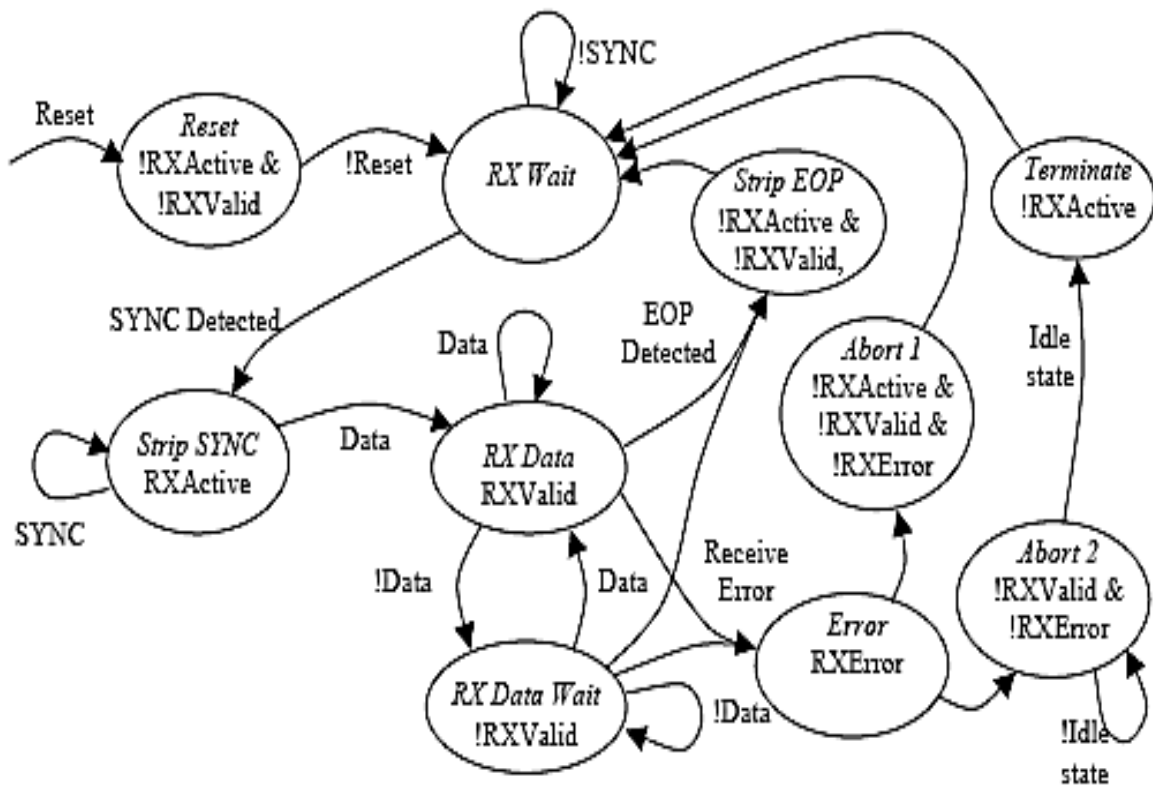 !SYNC
Reset
Reset
!RXActive &
!RXValid
!Reset
RX Wait
Strip EOP
!RXActive &
!RXValid,
Terminate
!RXActive
SYNC Detected
Data
EOP
Detected
Abort 1
!RXActive &
!RXValid &
!RXError
Idle
state
Strip SYNC
RXActive
Data
RX Data
RXValid
SYNC
!Data
Data
Receive
Error
Abort 2
!RXValid &
!RXError
Error
RXError
RX Data Wait
!RXValid
!Data
!Idle
state